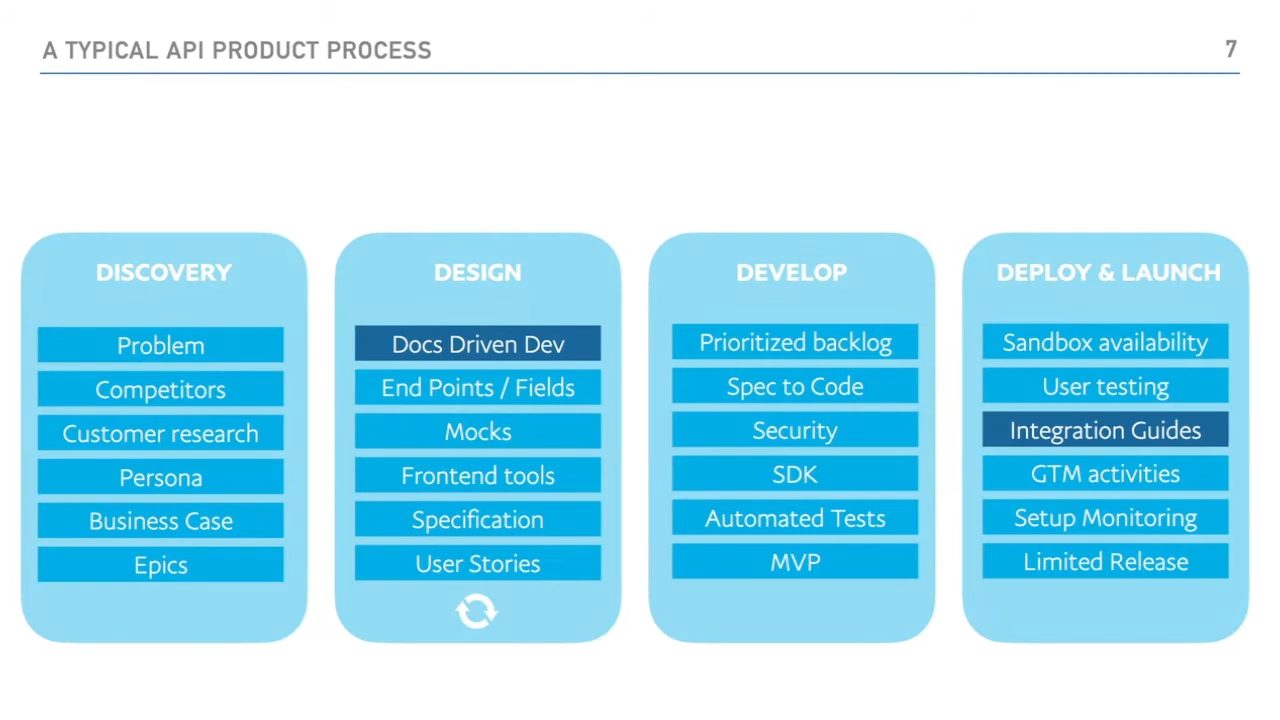 A TYPICAL API PRODUCT PROCESS
7
DISCOVERY
Problem
Competitors
Customer research
Persona
Business Case
Epics
DESIGN
Docs Driven Dev
End Points / Fields
Mocks
Frontend tools
Specification
User Stories
DEVELOP
Prioritized backlog
Spec to Code
Security
SDK
Automated Tests
MVP
DEPLOY & LAUNCH
Sandbox availability
User testing
Integration Guides
GTM activities
Setup Monitoring
Limited Release